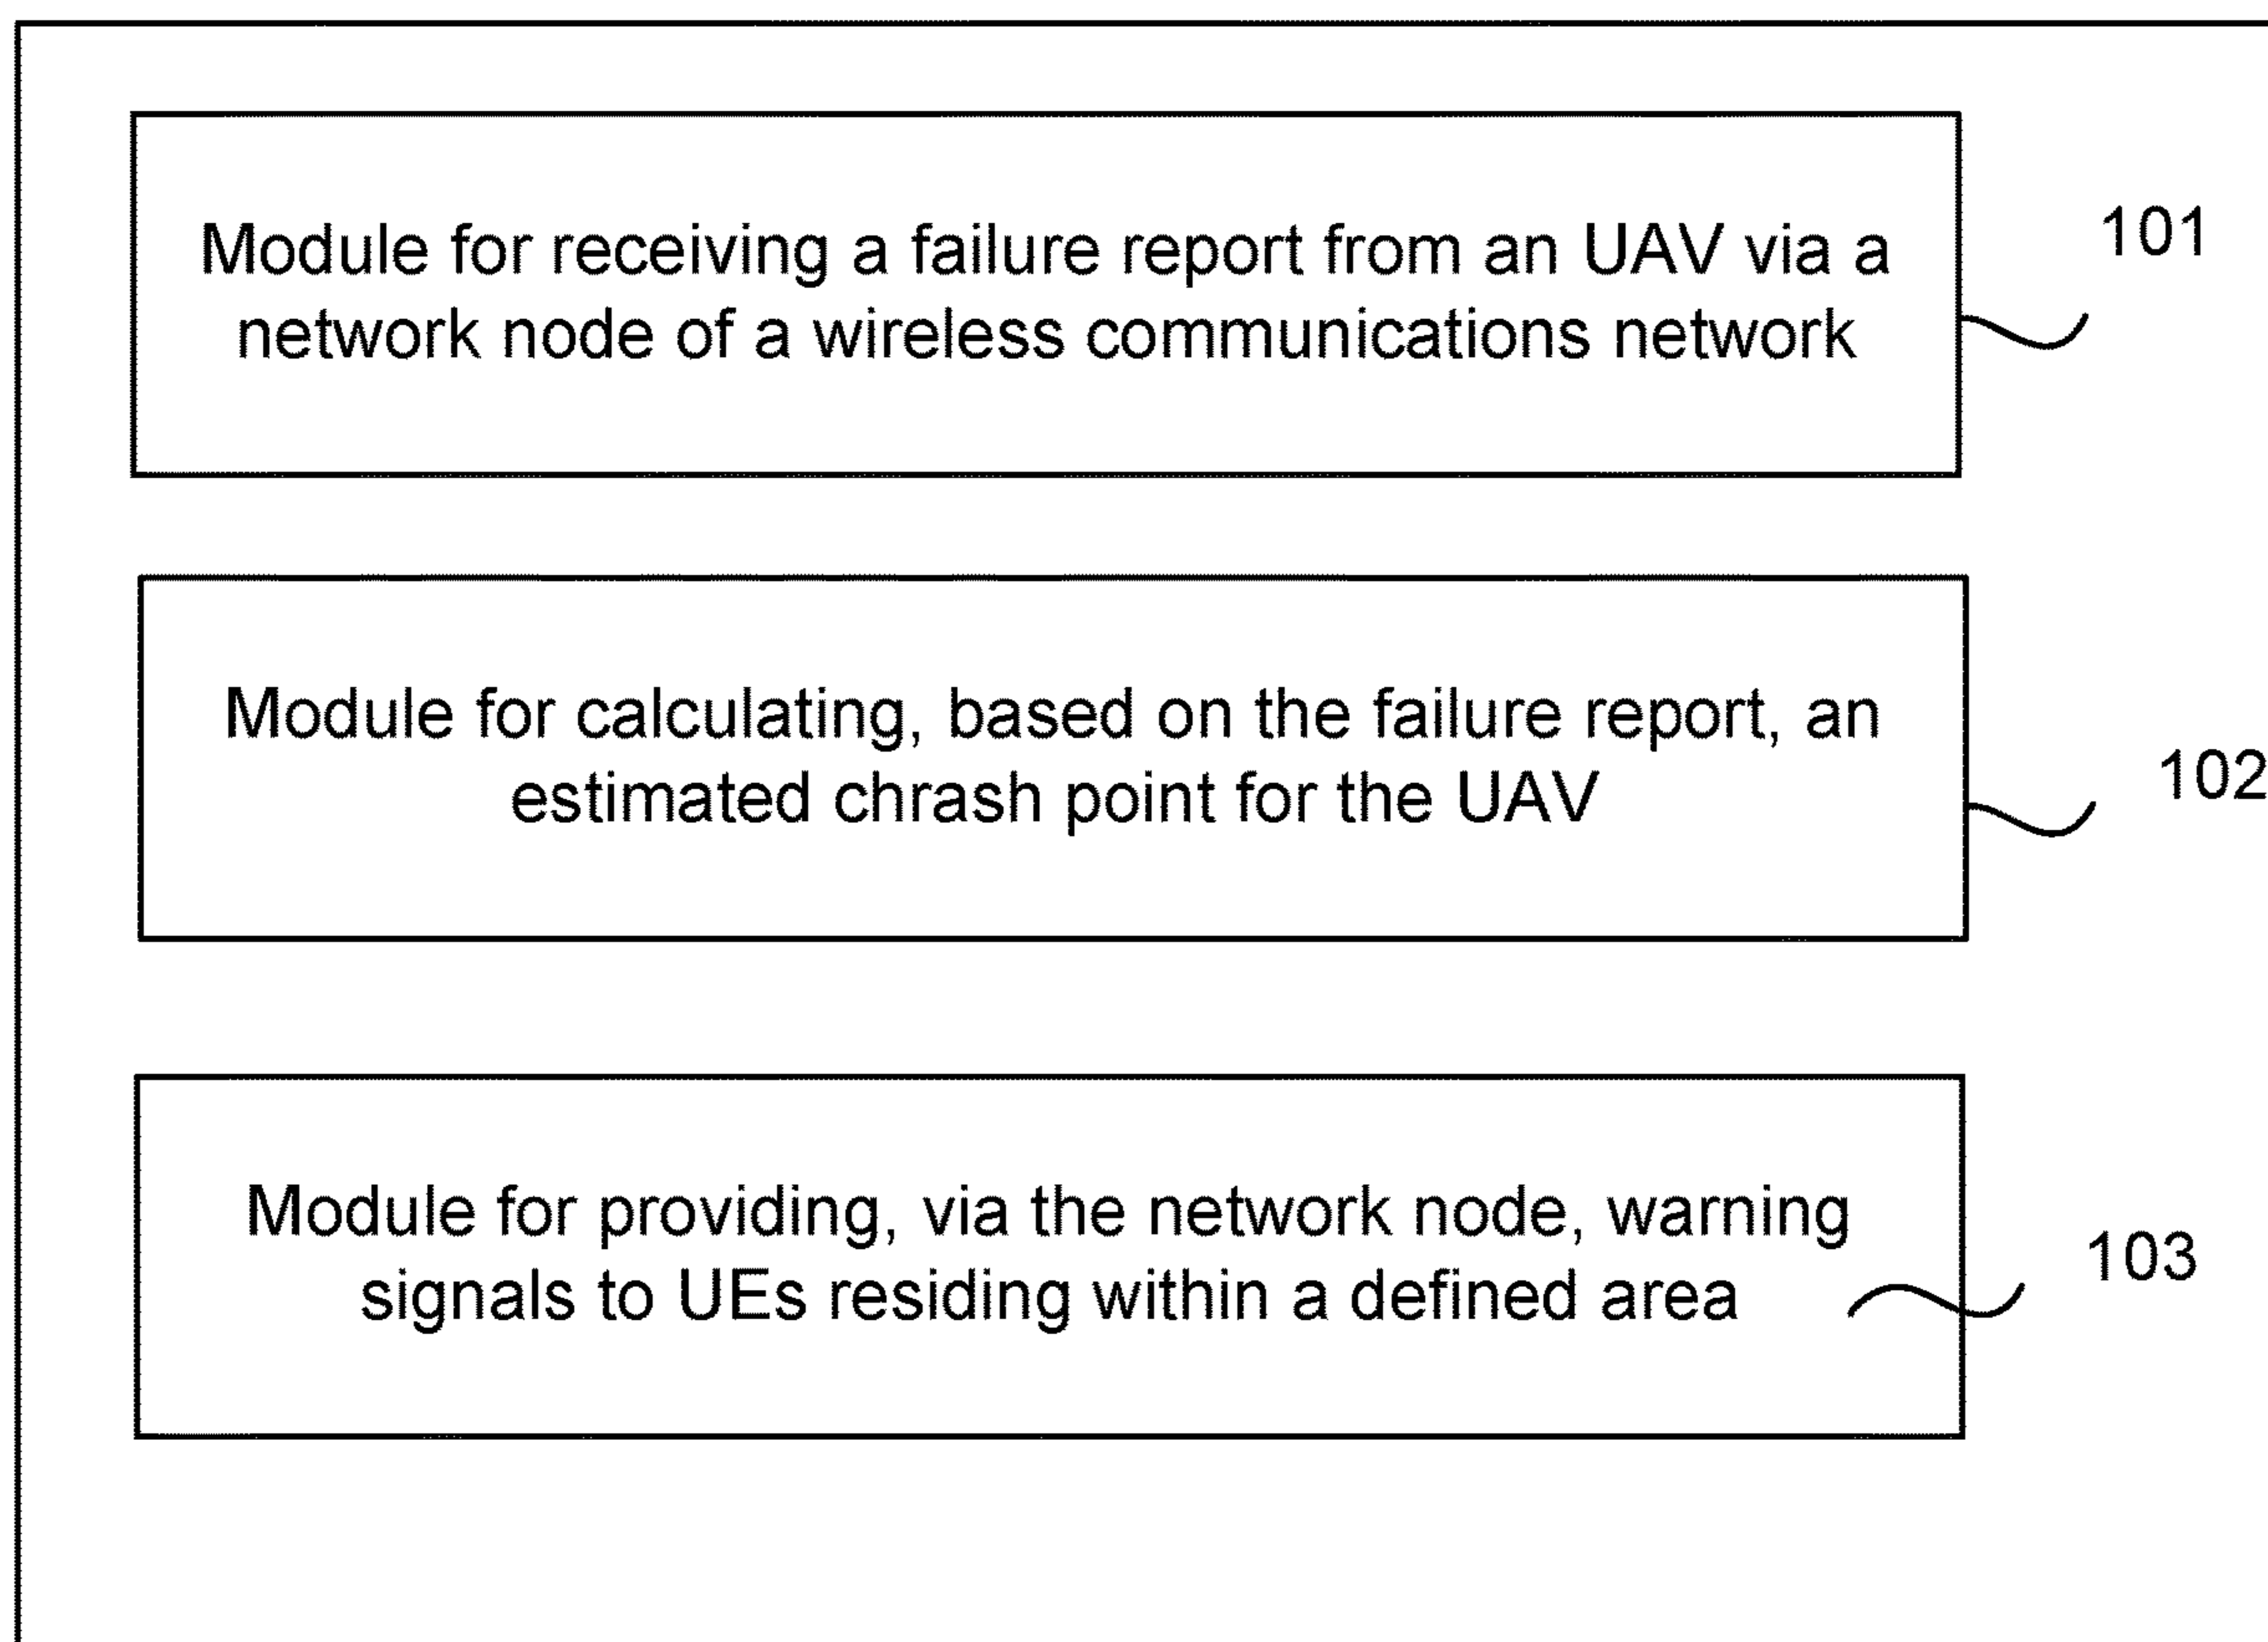 Module for receiving a failure report from an UAV via a
network node of a wireless communications network
101
Module for calculating, based on the failure report, an
estimated chrash point for the UAV
102
Module for providing, via the network node, warning
signals to UEs residing within a defined area
103